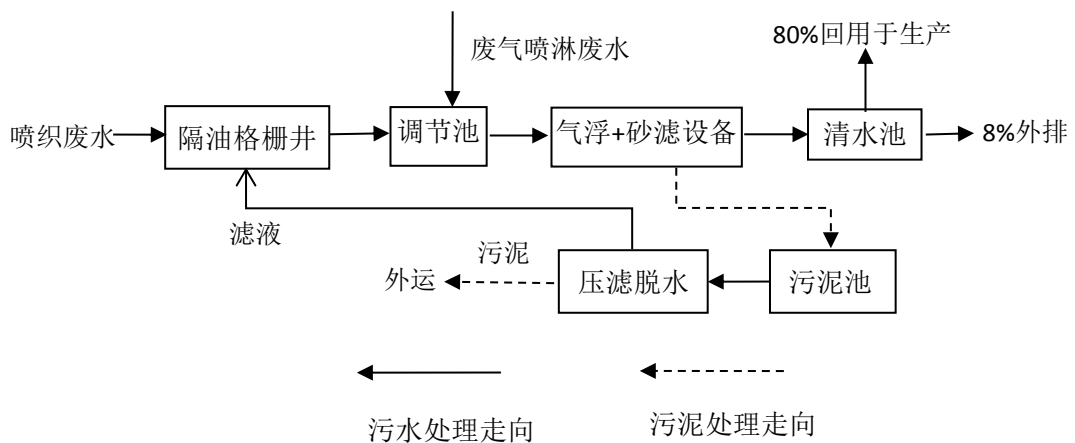 80%回用于生产
废气喷淋废水
喷织废水
隔油格栅井
调节池
气浮+砂滤设备
清水池
8%外排
滤液
污泥
外运
压滤脱水
污泥池
污水处理走向
污泥处理走向